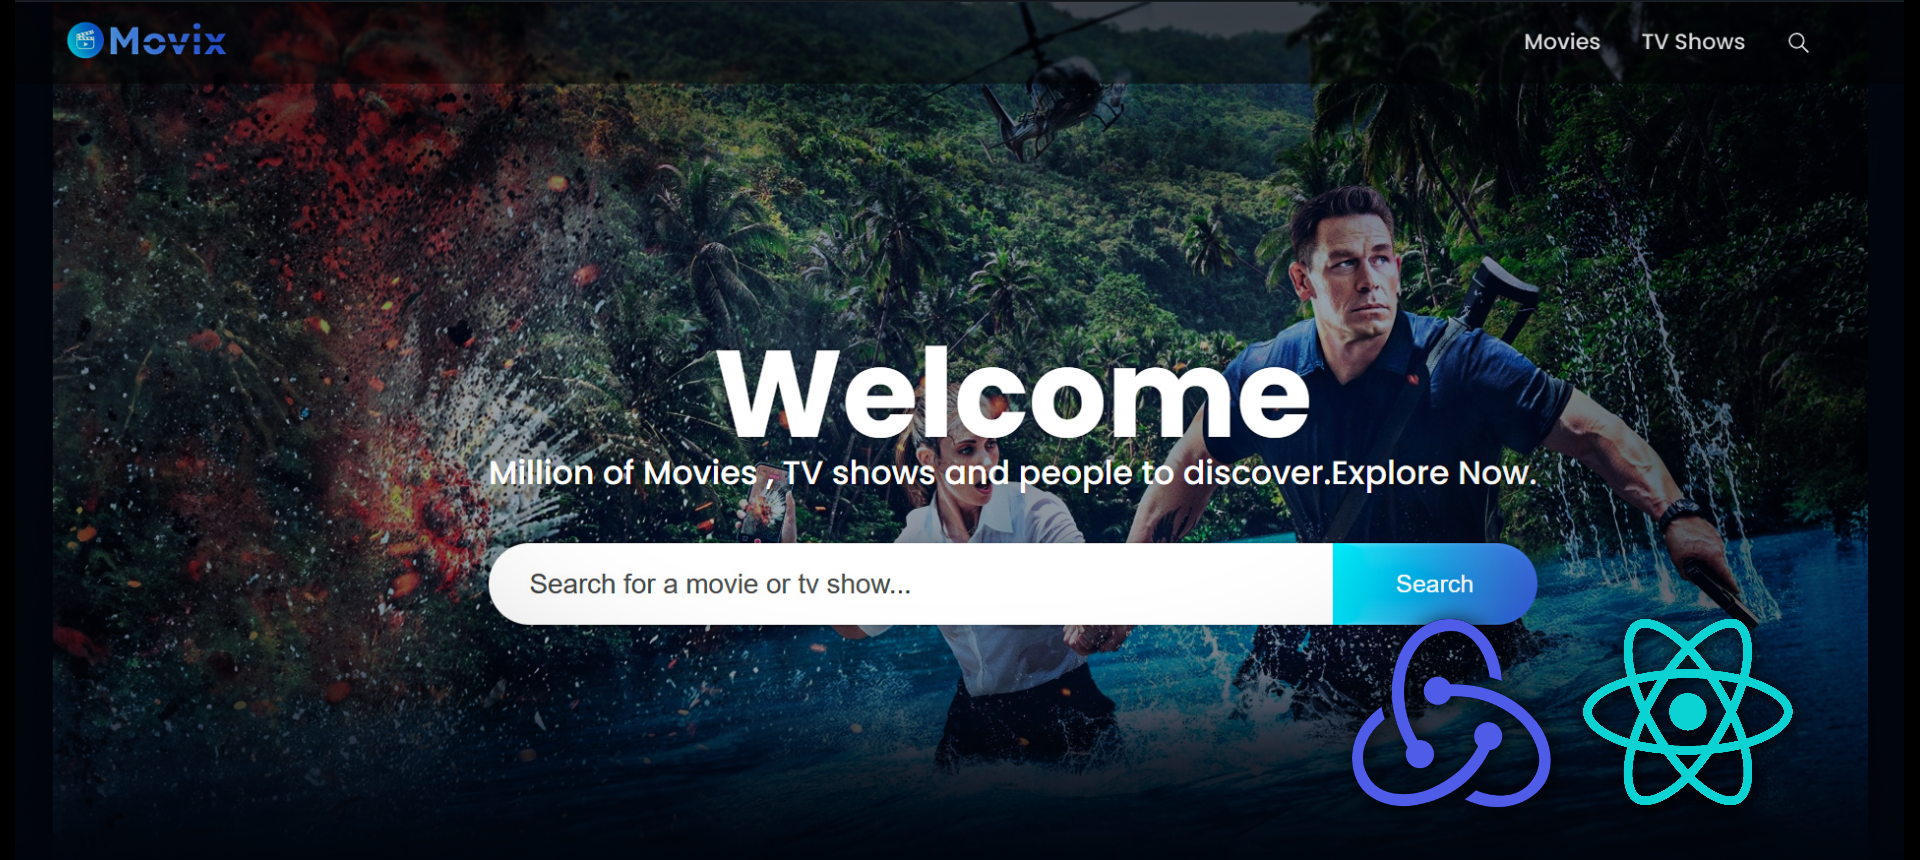 Movix
Movies
TV Shows
Welcome
Million of Movies , TV shows and people to discover.Explore Now.
Search for a movie or tv show...
Search